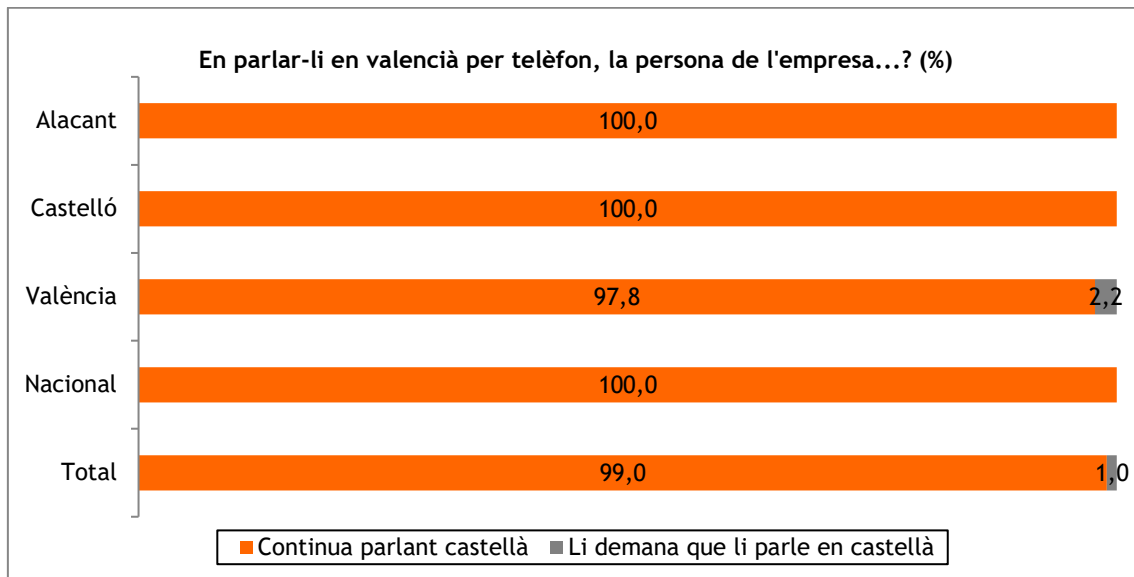 En parlar-li en valencià per telèfon, la persona de l'empresa...? (%)
Alacant 100,0
Castelló 100,0
València 97,8 2,2
Nacional 100,0
Total 99,0 1,0
Continua parlant castellà Li demana que li parle en castellà